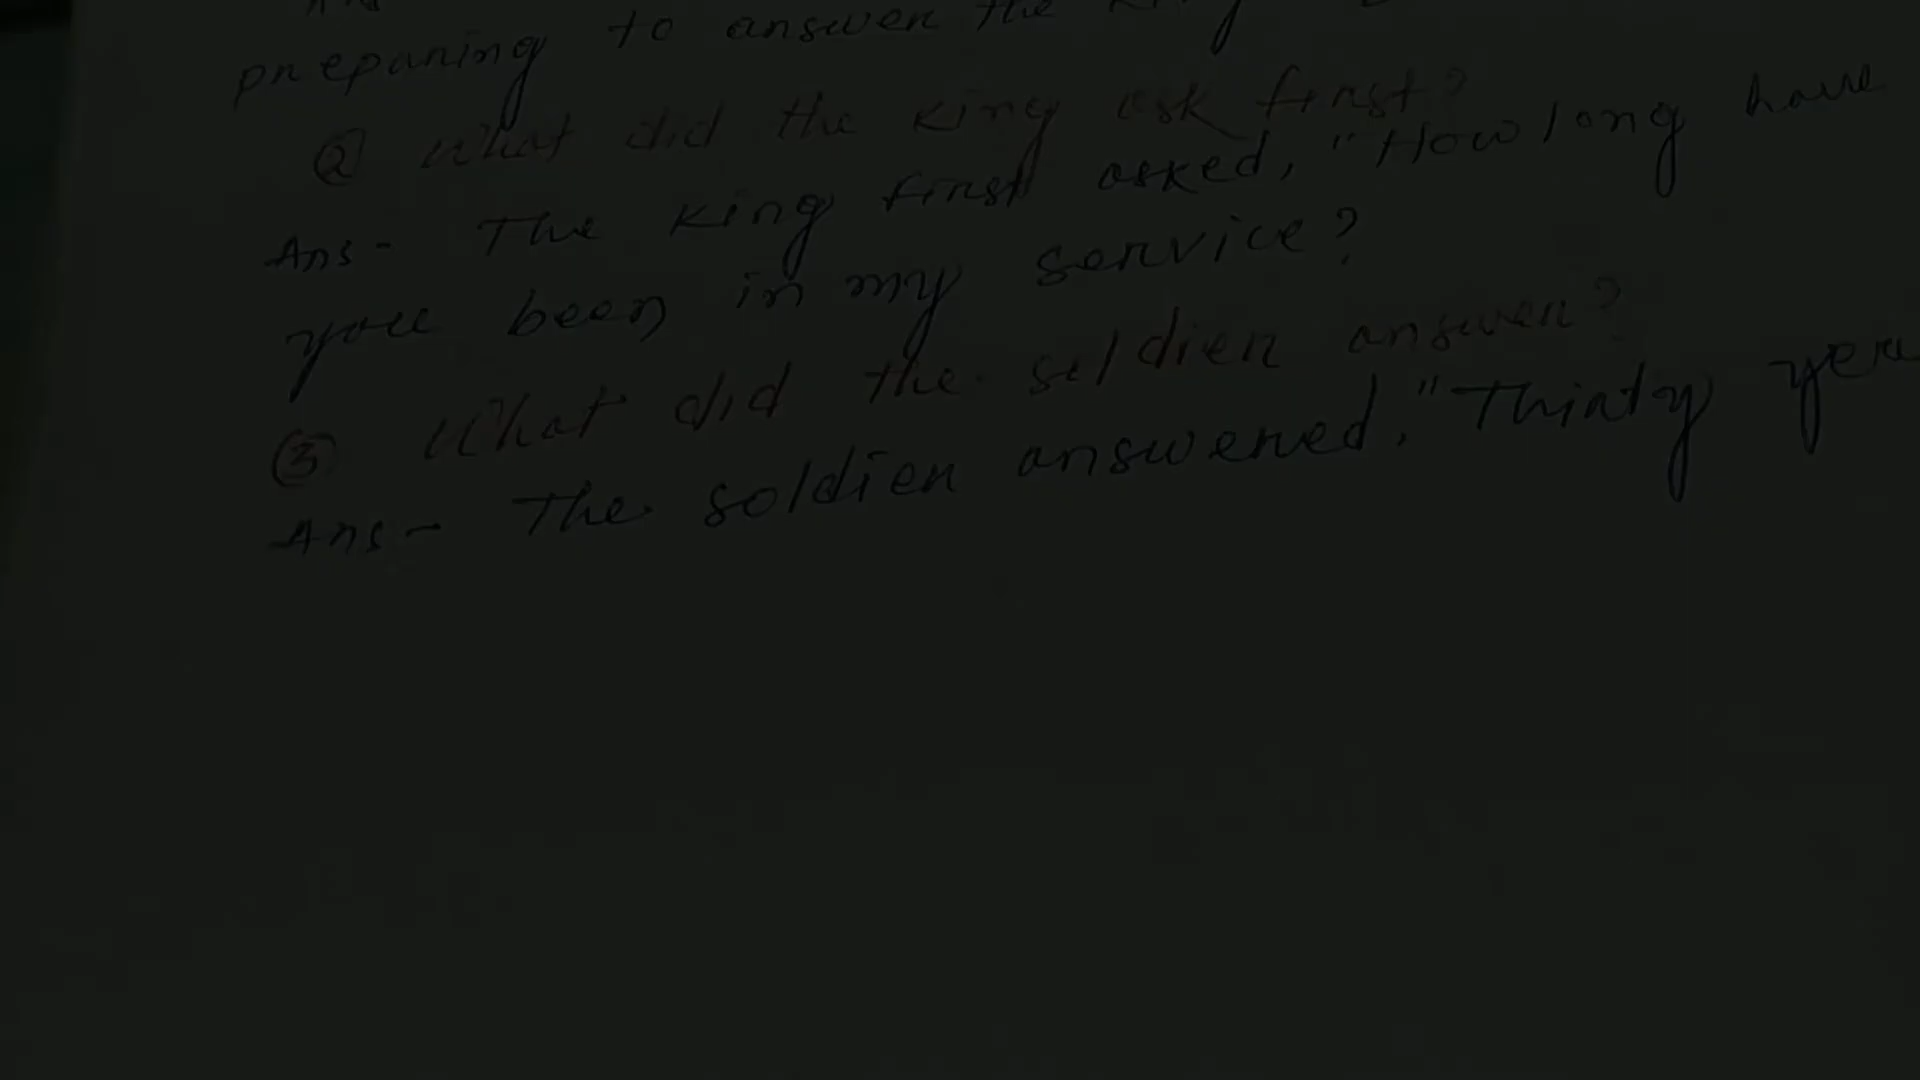 preparing to answer the
② What did the king ask first?
Ans- The king first asked, "How long have
you been in my service?
③ What did the soldier answer?
Ans- The soldier answered, "Thirty